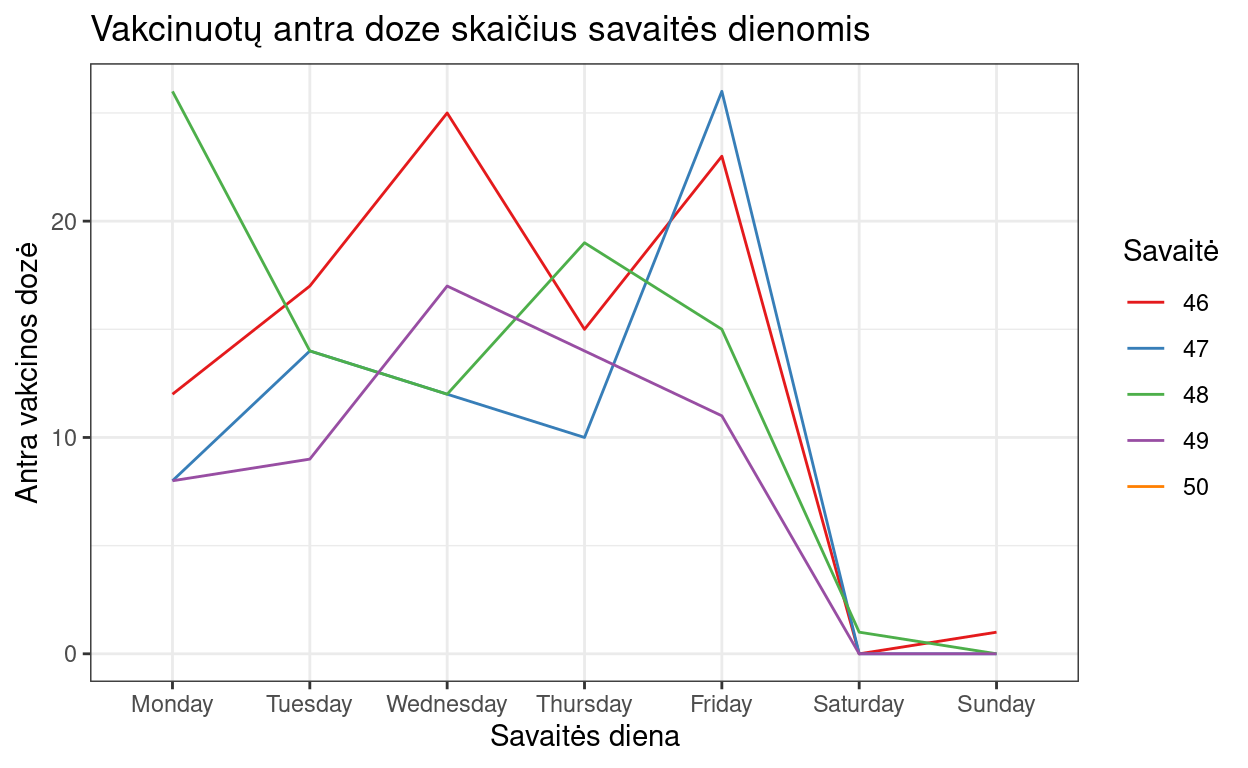 Vakcinuotų antra doze skaičius savaitės dienomis
Antra vakcinos dozė
20
10
0
Monday Tuesday Wednesday Thursday Friday Saturday Sunday
Savaitės diena
Savaitė
46
47
48
49
50